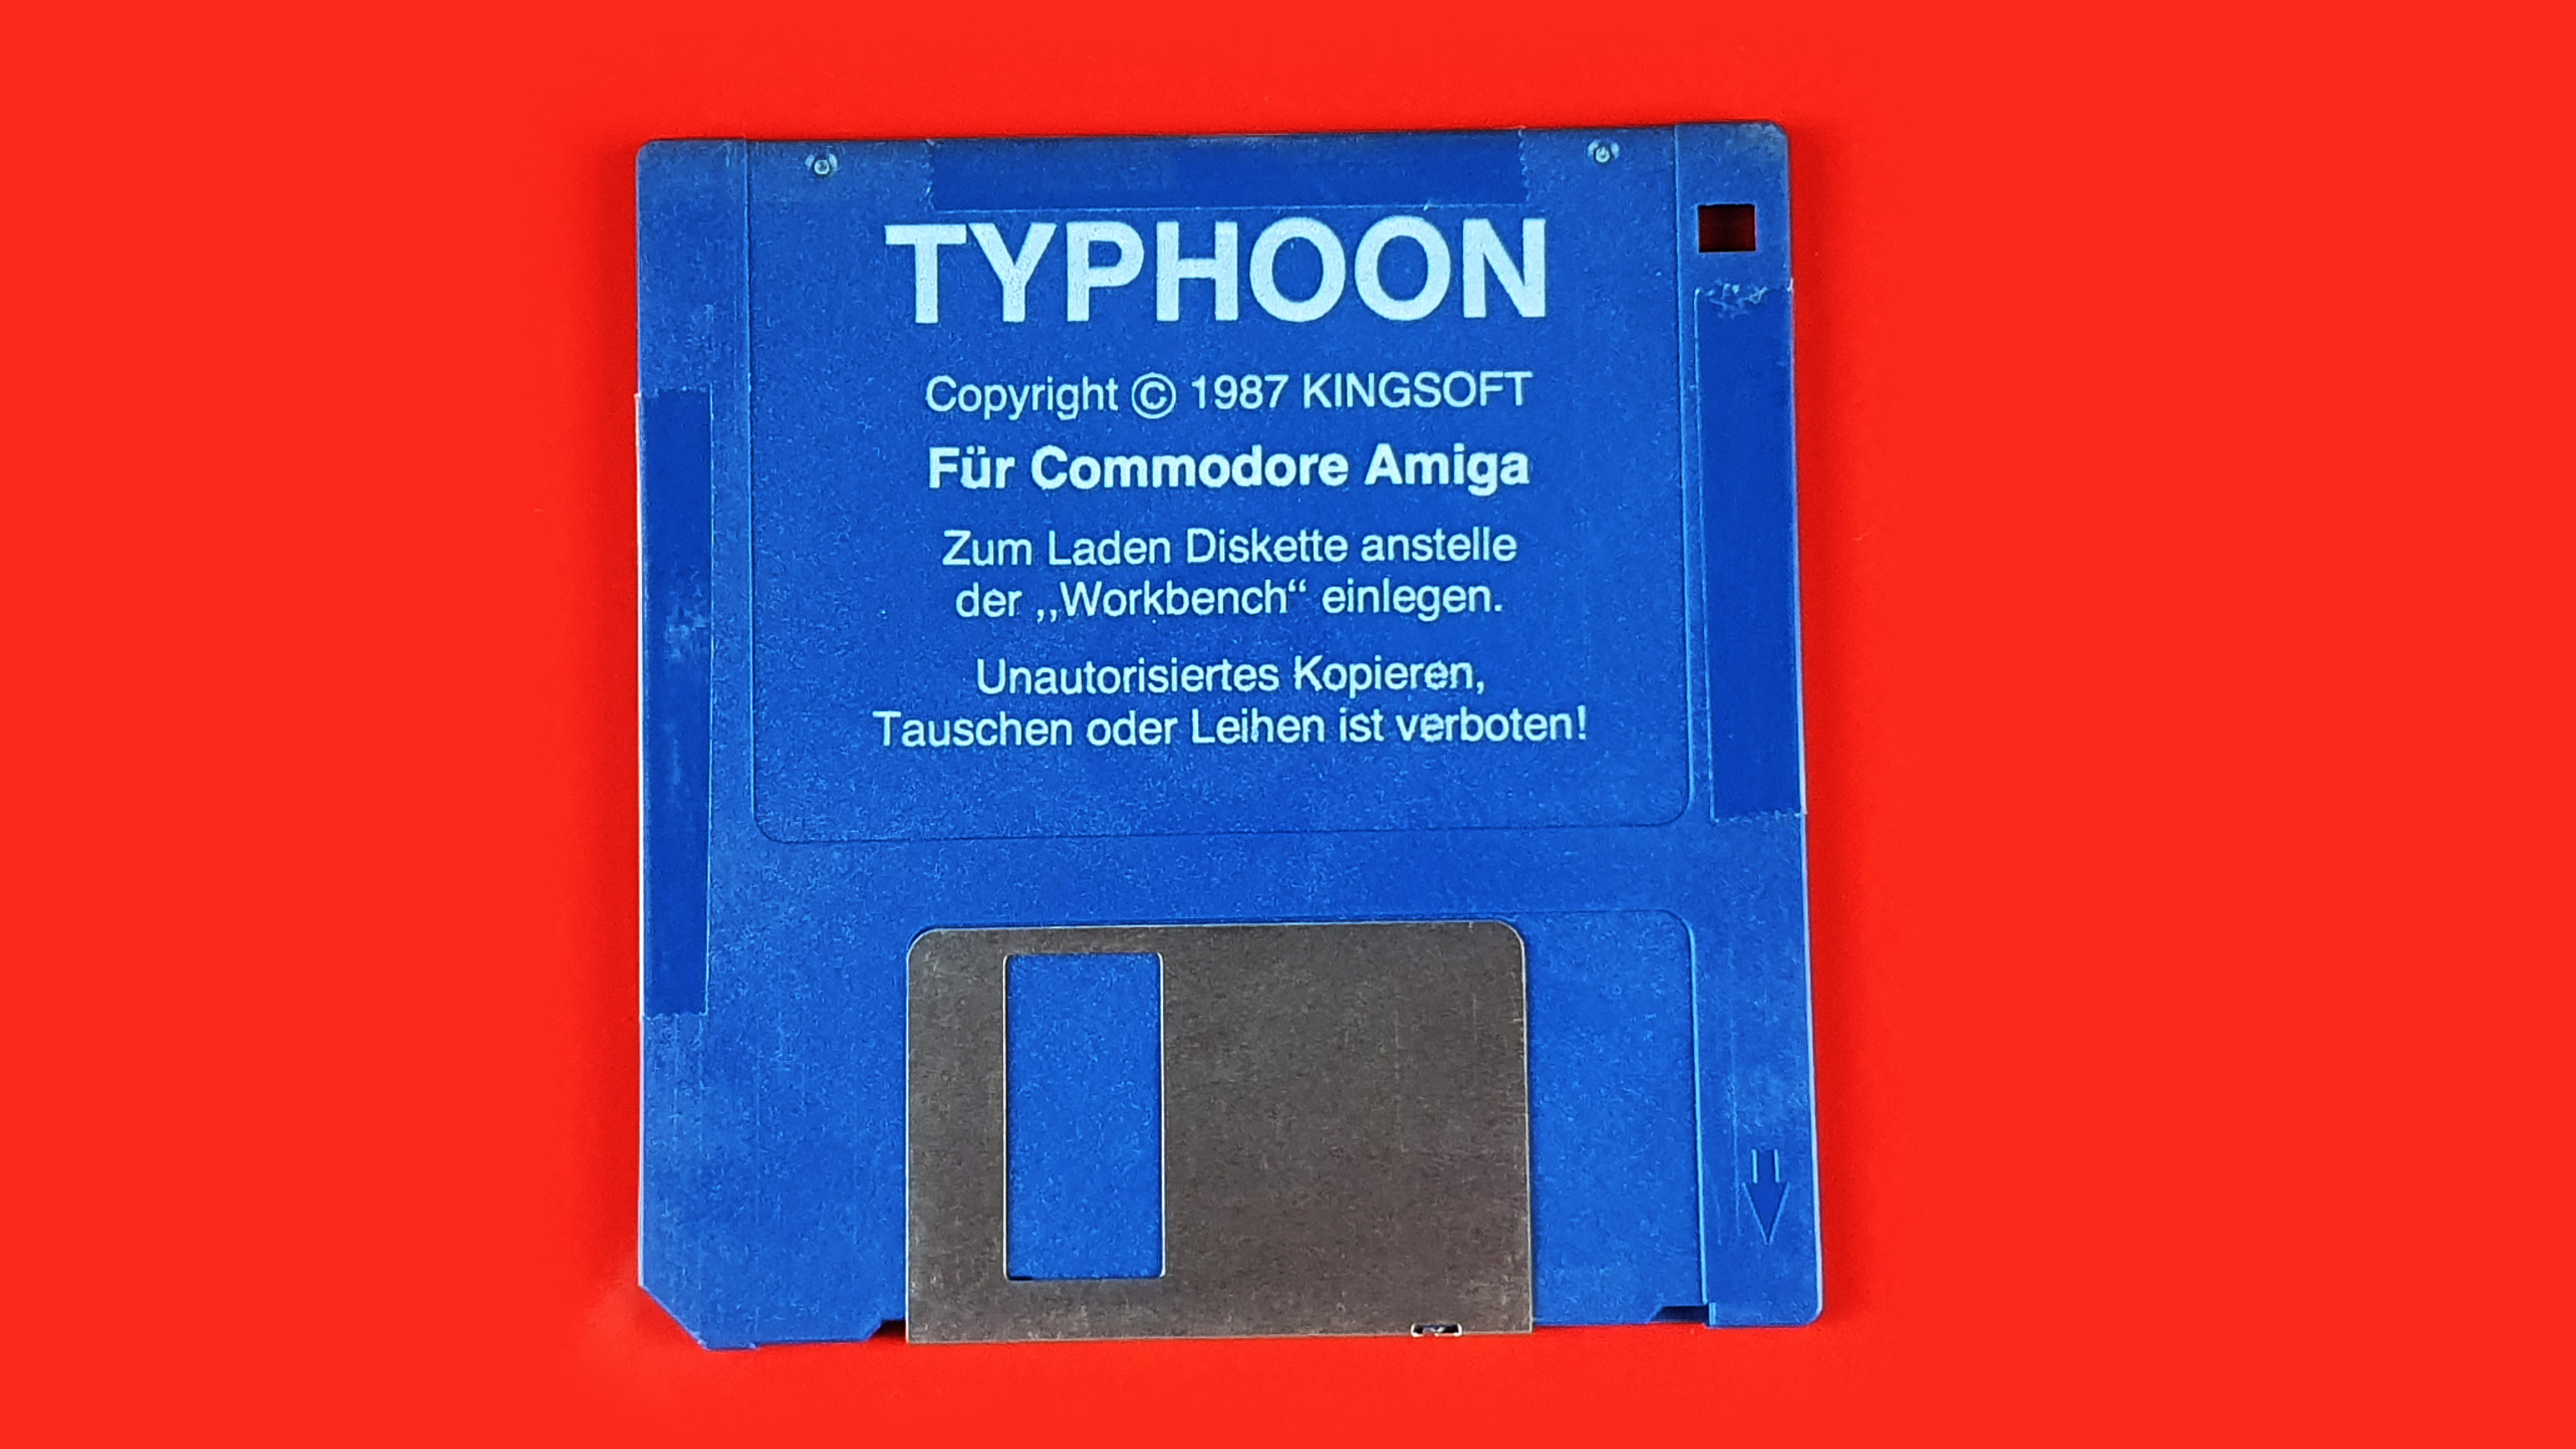 TYPHOON
Copyright © 1987 KINGSOFT
Für Commodore Amiga
Zum Laden Diskette anstelle
der „Workbench“ einlegen.
Unautorisiertes Kopieren,
Tauschen oder Leihen ist verboten!